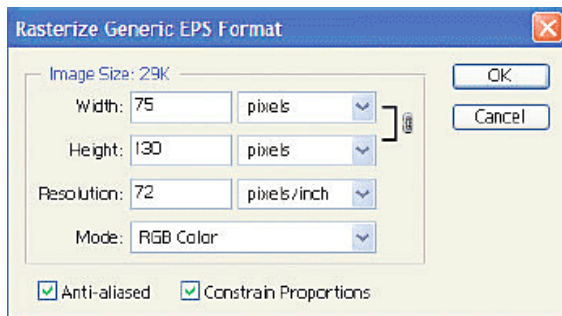 Rasterize Generic EPS Format
Image Size: 29K
OK
Width: 75 pixels
Cancel
Height: 130 pixels
Resolution: 72 pixels/inch
Mode: RGB Color
Anti-aliased Constrain Proportions